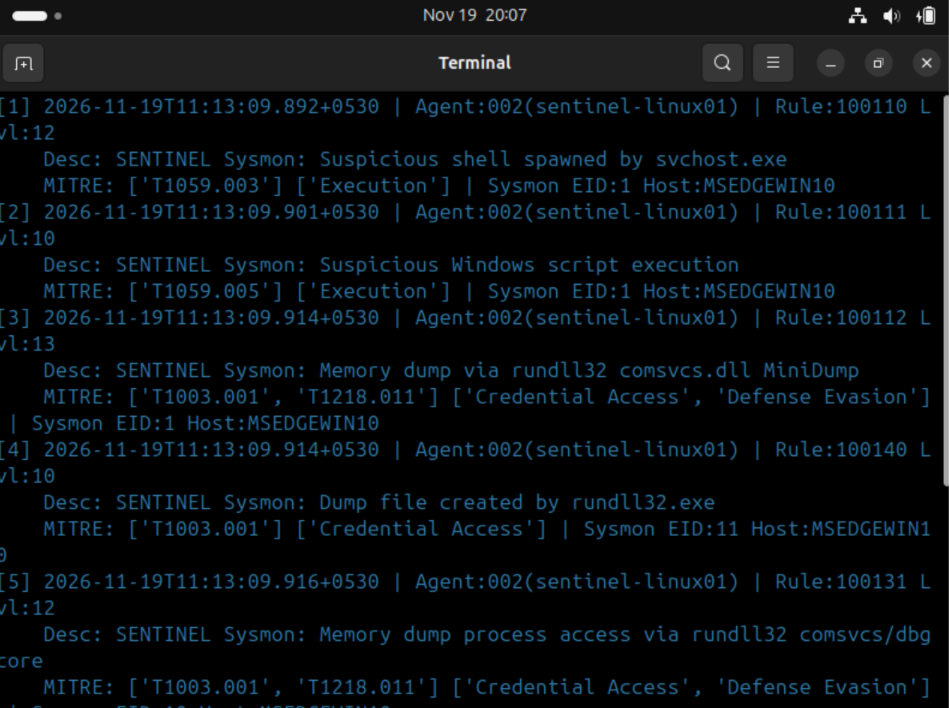 Nov 19 20:07
Terminal
[1] 2026-11-19T11:13:09.892+0530 | Agent:002(sentinel-linux01) | Rule:100110 L
vl:12
Desc: SENTINEL Sysmon: Suspicious shell spawned by svchost.exe
MITRE: ['T1059.003'] ['Execution'] | Sysmon EID:1 Host:MSEDGEWIN10
[2] 2026-11-19T11:13:09.901+0530 | Agent:002(sentinel-linux01) | Rule:100111 L
vl:10
Desc: SENTINEL Sysmon: Suspicious Windows script execution
MITRE: ['T1059.005'] ['Execution'] | Sysmon EID:1 Host:MSEDGEWIN10
[3] 2026-11-19T11:13:09.914+0530 | Agent:002(sentinel-linux01) | Rule:100112 L
vl:13
Desc: SENTINEL Sysmon: Memory dump via rundll32 comsvcs.dll MiniDump
MITRE: ['T1003.001', 'T1218.011'] ['Credential Access', 'Defense Evasion']
| Sysmon EID:1 Host:MSEDGEWIN10
[4] 2026-11-19T11:13:09.914+0530 | Agent:002(sentinel-linux01) | Rule:100140 L
vl:10
Desc: SENTINEL Sysmon: Dump file created by rundll32.exe
MITRE: ['T1003.001'] ['Credential Access'] | Sysmon EID:11 Host:MSEDGEWIN1
0
[5] 2026-11-19T11:13:09.916+0530 | Agent:002(sentinel-linux01) | Rule:100131 L
vl:12
Desc: SENTINEL Sysmon: Memory dump process access via rundll32 comsvcs/dbg
core
MITRE: ['T1003.001', 'T1218.011'] ['Credential Access', 'Defense Evasion']